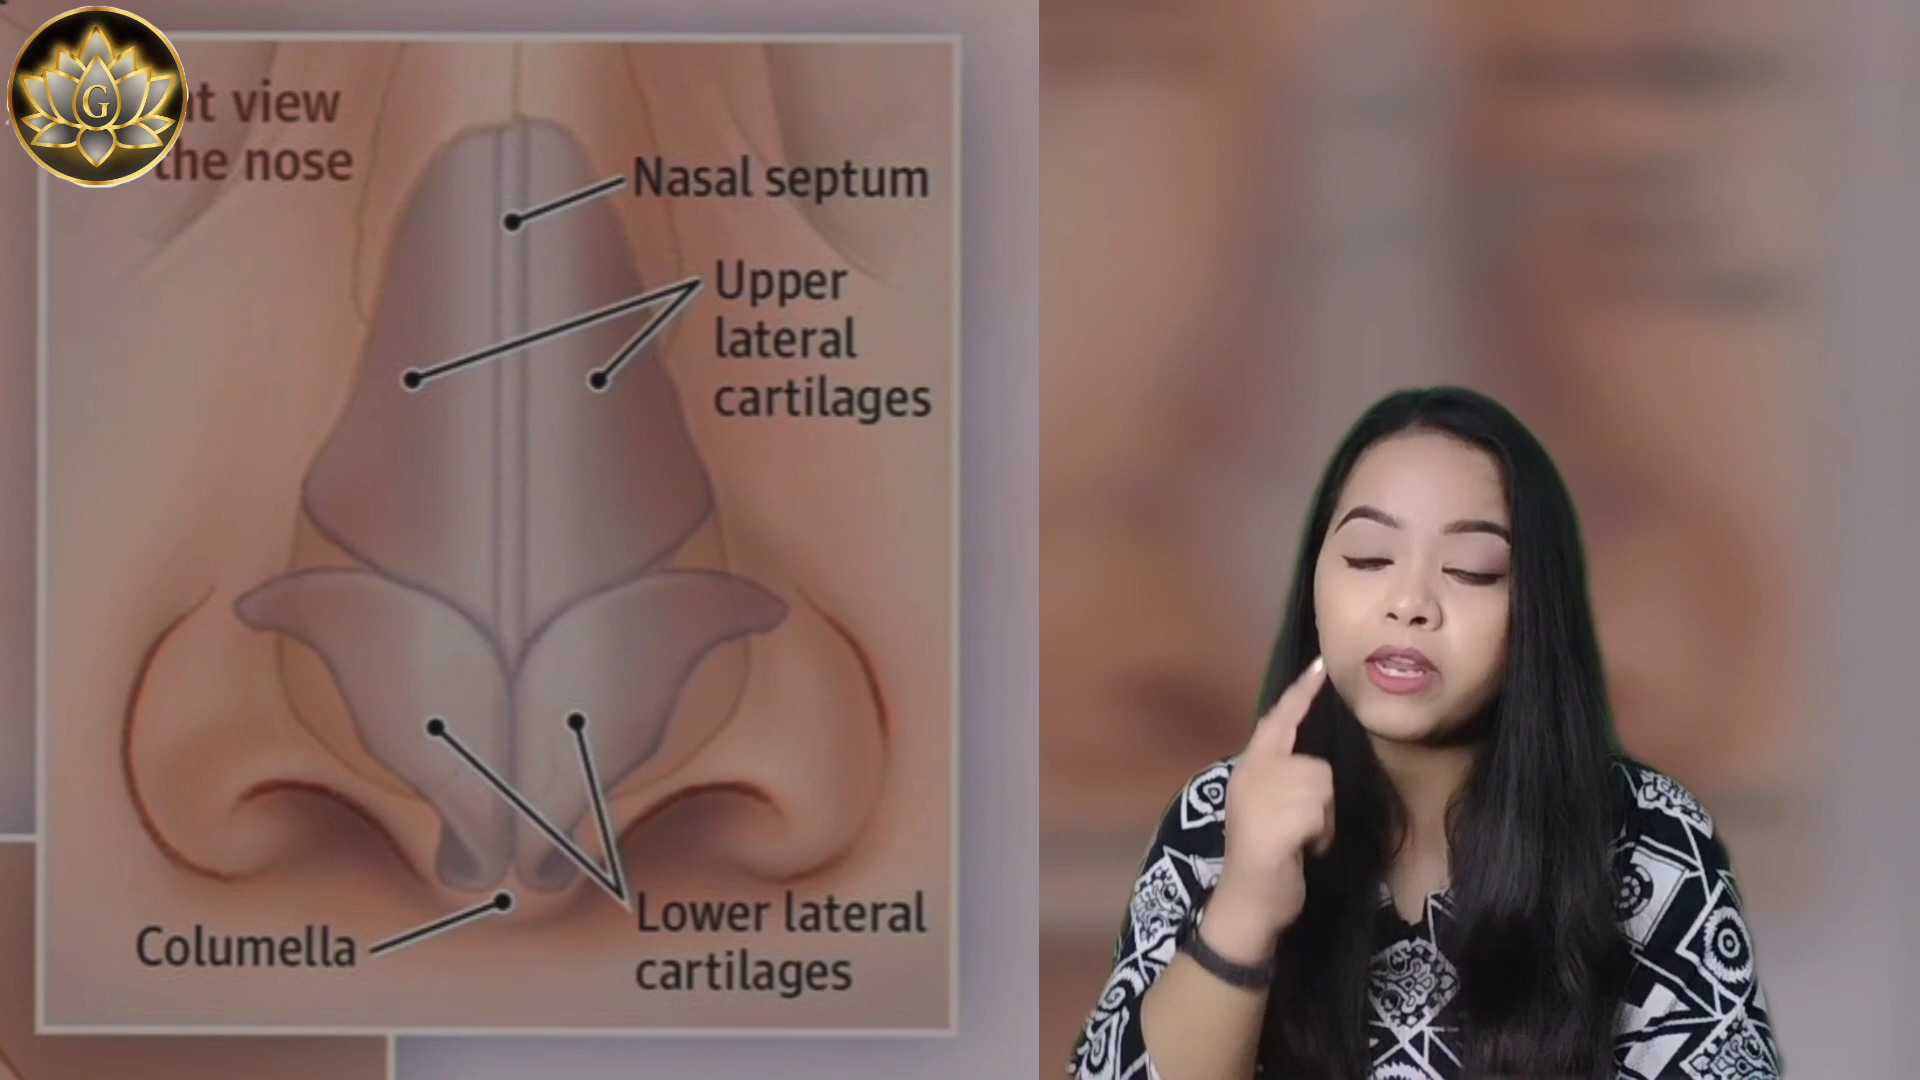 G
view
the nose
Nasal septum
Upper
lateral
cartilages
Lower lateral
cartilages
Columella